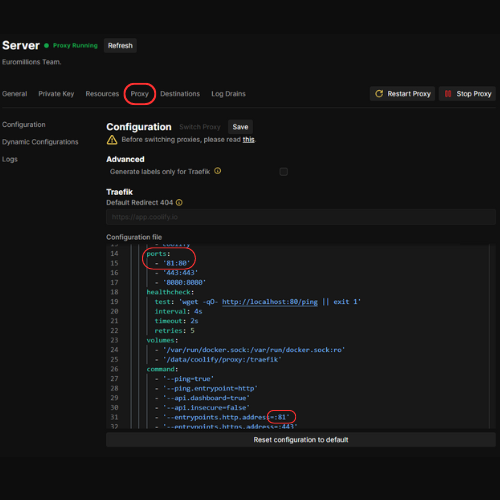 Server Proxy Running Refresh
Euromillions Team.
General Private Key Resources Proxy Destinations Log Drains Restart Proxy Stop Proxy
Configuration
Dynamic Configurations
Logs
Configuration Switch Proxy Save
Before switching proxies, please read this.
Advanced
Generate labels only for Traefik
Traefik
Default Redirect 404
https://app.coolify.io
Configuration file
13 - coolify
14 ports:
15 - '81:80'
16 - '443:443'
17 - '8080:8080'
18 healthcheck:
19 test: 'wget -qO- http://localhost:80/ping || exit 1'
20 interval: 4s
21 timeout: 2s
22 retries: 5
23 volumes:
24 - '/var/run/docker.sock:/var/run/docker.sock:ro'
25 - '/data/coolify/proxy:/traefik'
26 command:
27 - '--ping=true'
28 - '--ping.entrypoint=http'
29 - '--api.dashboard=true'
30 - '--api.insecure=false'
31 - '--entrypoints.http.address=:81'
32 - '--entrypoints.https.address=:443'
Reset configuration to default